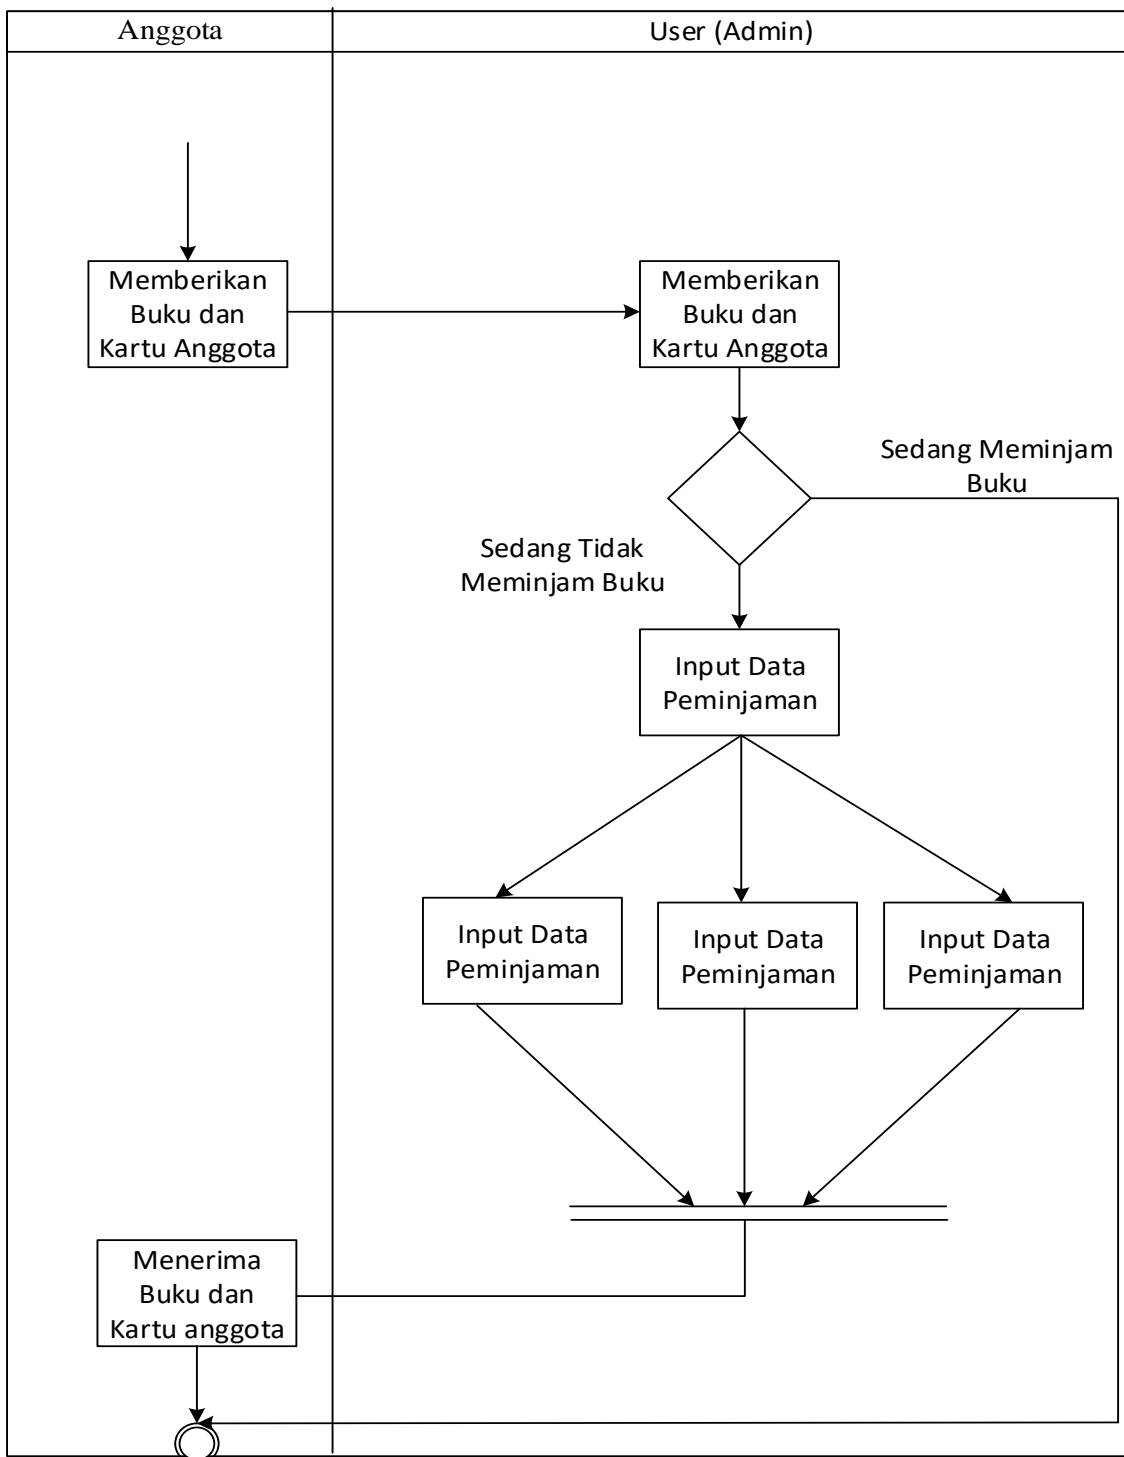 Anggota
User (Admin)
Memberikan
Buku dan
Kartu Anggota
Memberikan
Buku dan
Kartu Anggota
Sedang Meminjam
Buku
Sedang Tidak
Meminjam Buku
Input Data
Peminjaman
Input Data
Peminjaman
Input Data
Peminjaman
Input Data
Peminjaman
Menerima
Buku dan
Kartu anggota